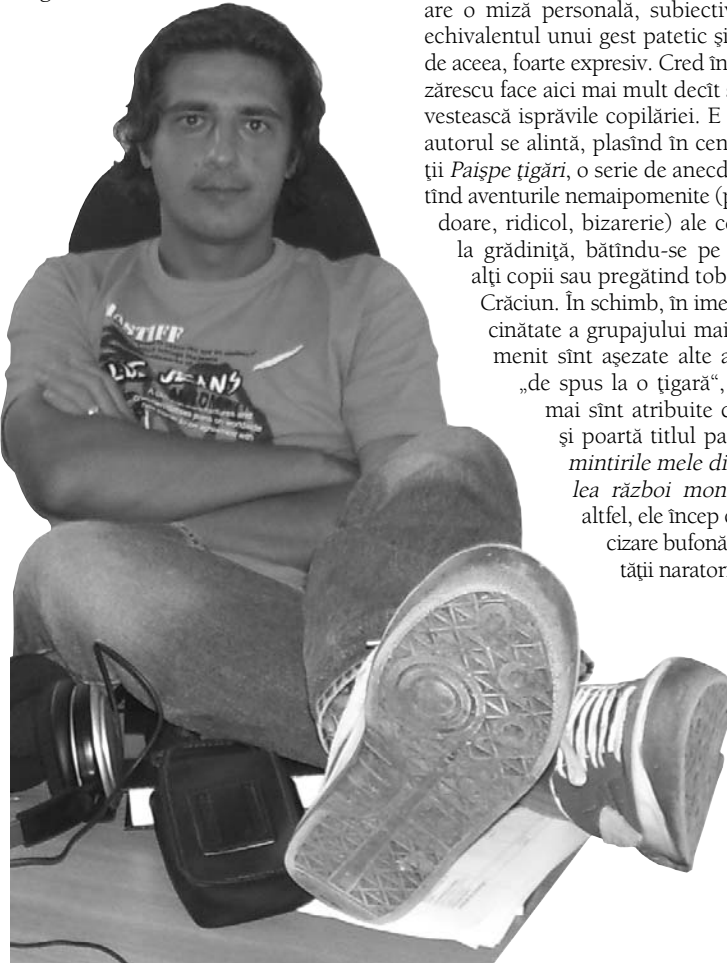 are o miză personală, subiectiv
echivalentul unui gest patetic şi
de aceea, foarte expresiv. Cred în
zărescu face aici mai mult decît s
vestească isprăvile copilăriei. E
autorul se alintă, plasînd în cen
ţii Paişpe ţigări, o serie de anecd
tînd aventurile nemaipomenite (p
doare, ridicol, bizarerie) ale co
la grădiniţă, bătîndu-se pe
alţi copii sau pregătind tob
Crăciun. În schimb, în ime
cinătate a grupajului mai
menit sînt aşezate alte a
„de spus la o ţigară“,
mai sînt atribuite c
şi poartă titlul pa
mintirile mele di
lea război mon
altfel, ele încep c
cizare bufonă
tăţii narator
MASTIFF
JEANS